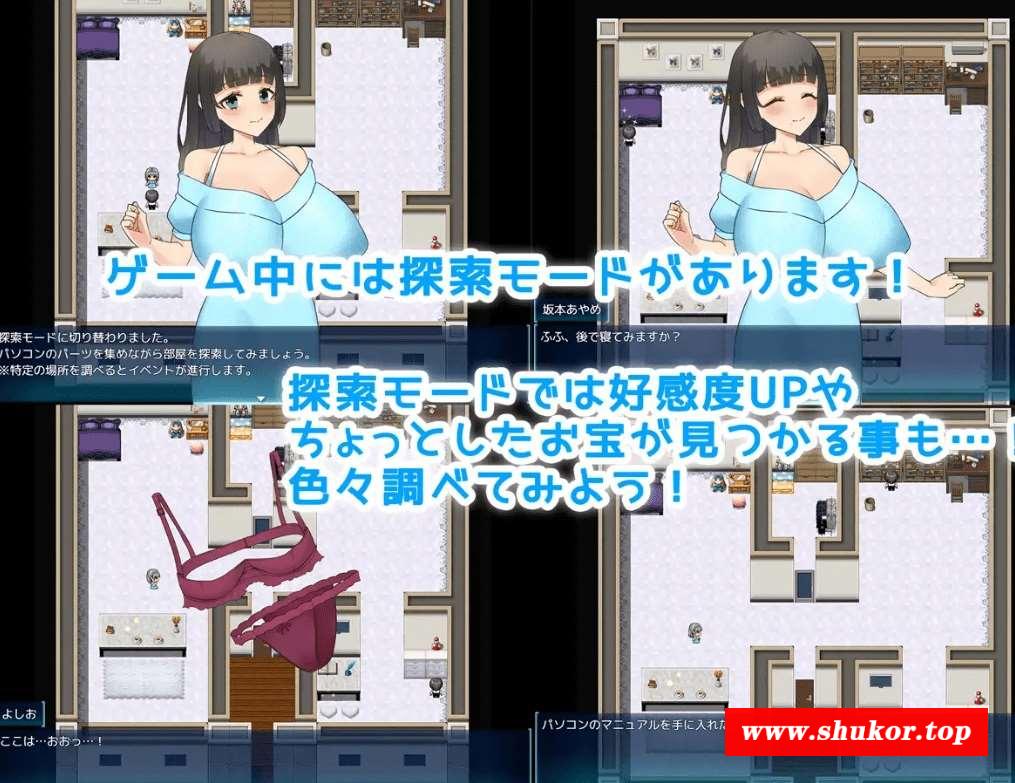 ゲーム中には探索モードがあります！
坂本あやめ
ふふ、後で寝てみますか？
探索モードに切り替わりました。
パソコンのパーツを集めながら部屋を探索してみましょう。
※特定の場所を調べるとイベントが進行します。
探索モードでは好感度UPや
ちょっとしたお宝が見つかる事も…！
色々調べてみよう！
よしお
ここは…おおっ…！
パソコンのマニュアルを手に入れた
www.shukor.top